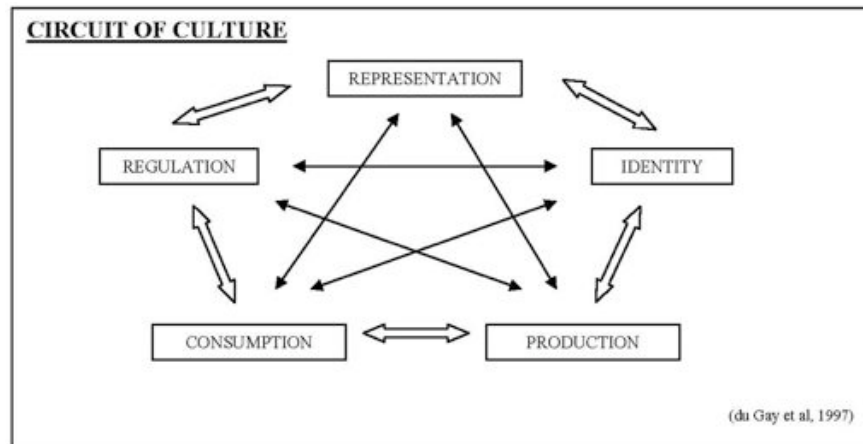 CIRCUIT OF CULTURE
REPRESENTATION
REGULATION
IDENTITY
CONSUMPTION
PRODUCTION
(du Gay et al, 1997)